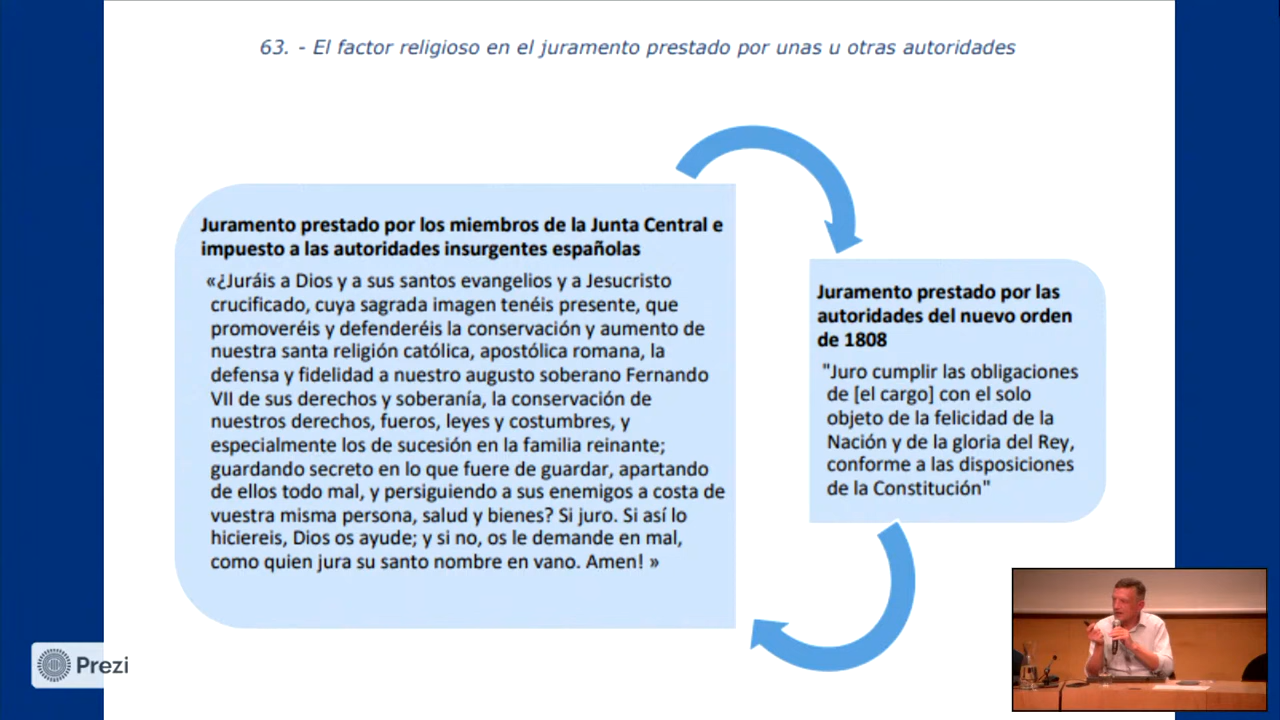 63. - El factor religioso en el juramento prestado por unas u otras autoridades
Juramento prestado por los miembros de la Junta Central e
impuesto a las autoridades insurgentes españolas
«¿Juráis a Dios y a sus santos evangelios y a Jesucristo
crucificado, cuya sagrada imagen tenéis presente, que
promoveréis y defenderéis la conservación y aumento de
nuestra santa religión católica, apostólica romana, la
defensa y fidelidad a nuestro augusto soberano Fernando
VII de sus derechos y soberanía, la conservación de
nuestros derechos, fueros, leyes y costumbres, y
especialmente los de sucesión en la familia reinante;
guardando secreto en lo que fuere de guardar, apartando
de ellos todo mal, y persiguiendo a sus enemigos a costa de
vuestra misma persona, salud y bienes? Si juro. Si así lo
hiciereis, Dios os ayude; y si no, os le demande en mal,
como quien jura su santo nombre en vano. Amen! »
Juramento prestado por las
autoridades del nuevo orden
de 1808
"Juro cumplir las obligaciones
de [el cargo] con el solo
objeto de la felicidad de la
Nación y de la gloria del Rey,
conforme a las disposiciones
de la Constitución"
Prezi